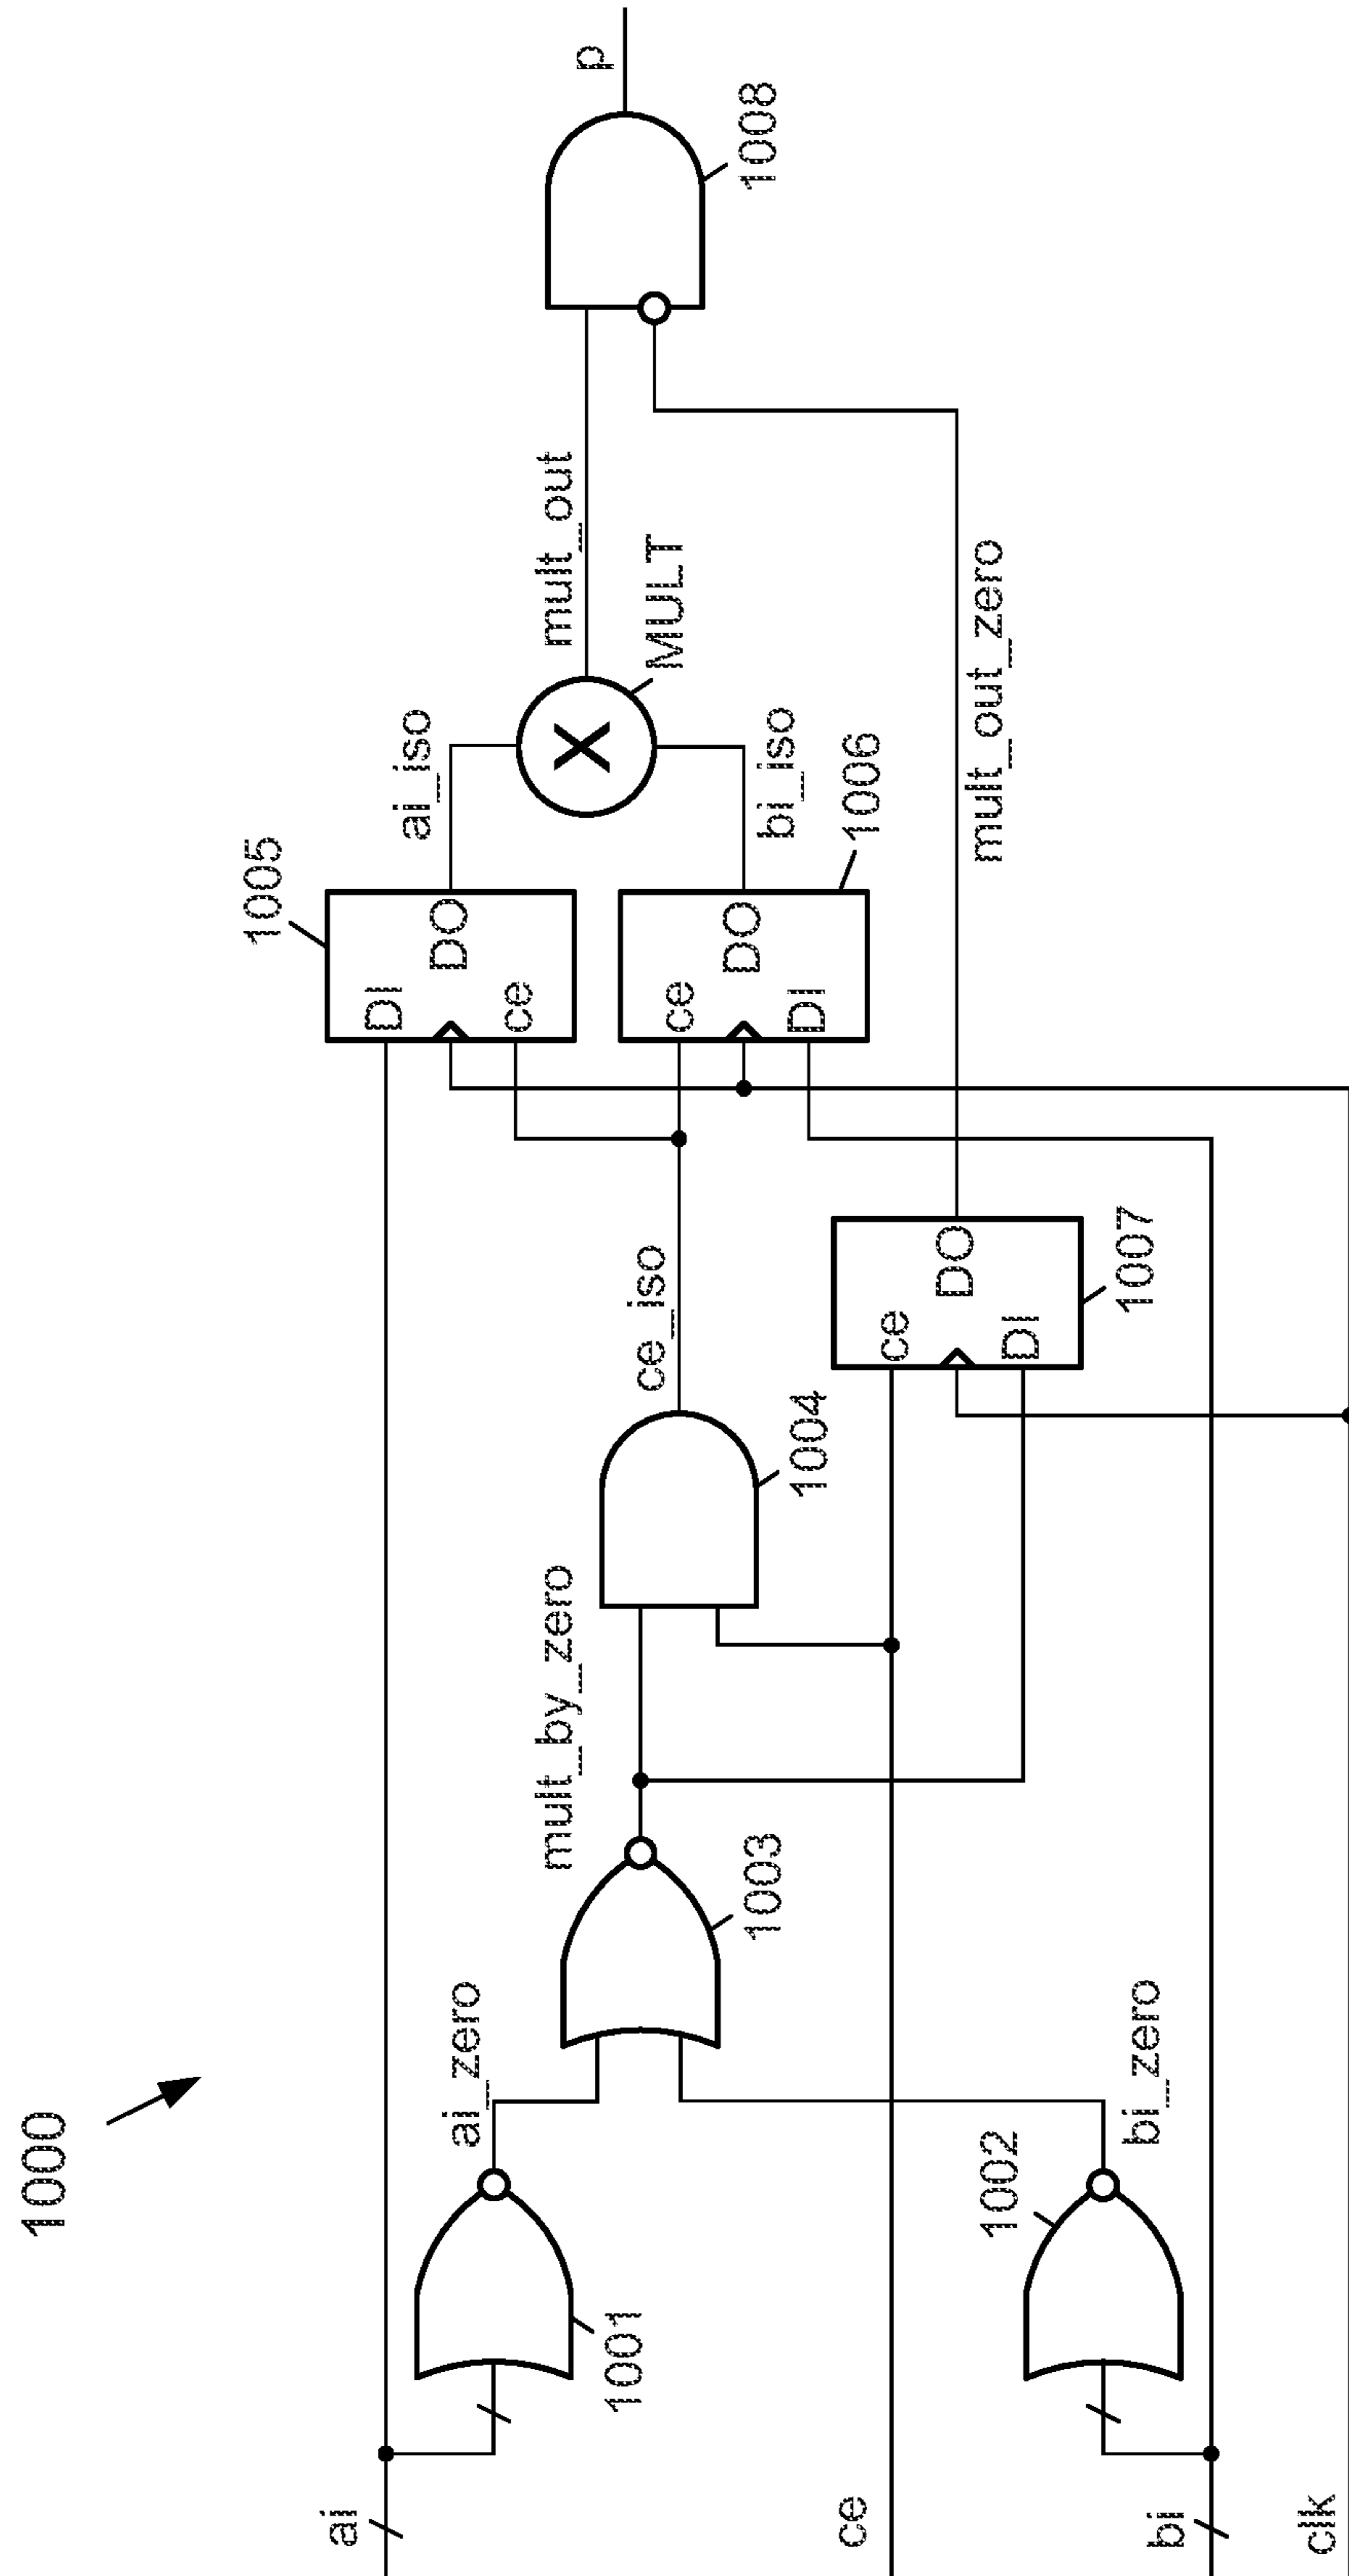 1000
ai
ce
bi
clk
1001
1002
ai_zero
bi_zero
1003
mult_by_zero
1004
ce_iso
ce
DI
DO
1007
1005
DI
DO
ce
ce
DO
DI
1006
ai_iso
bi_iso
X
MULT
mult_out
mult_out_zero
1008
p